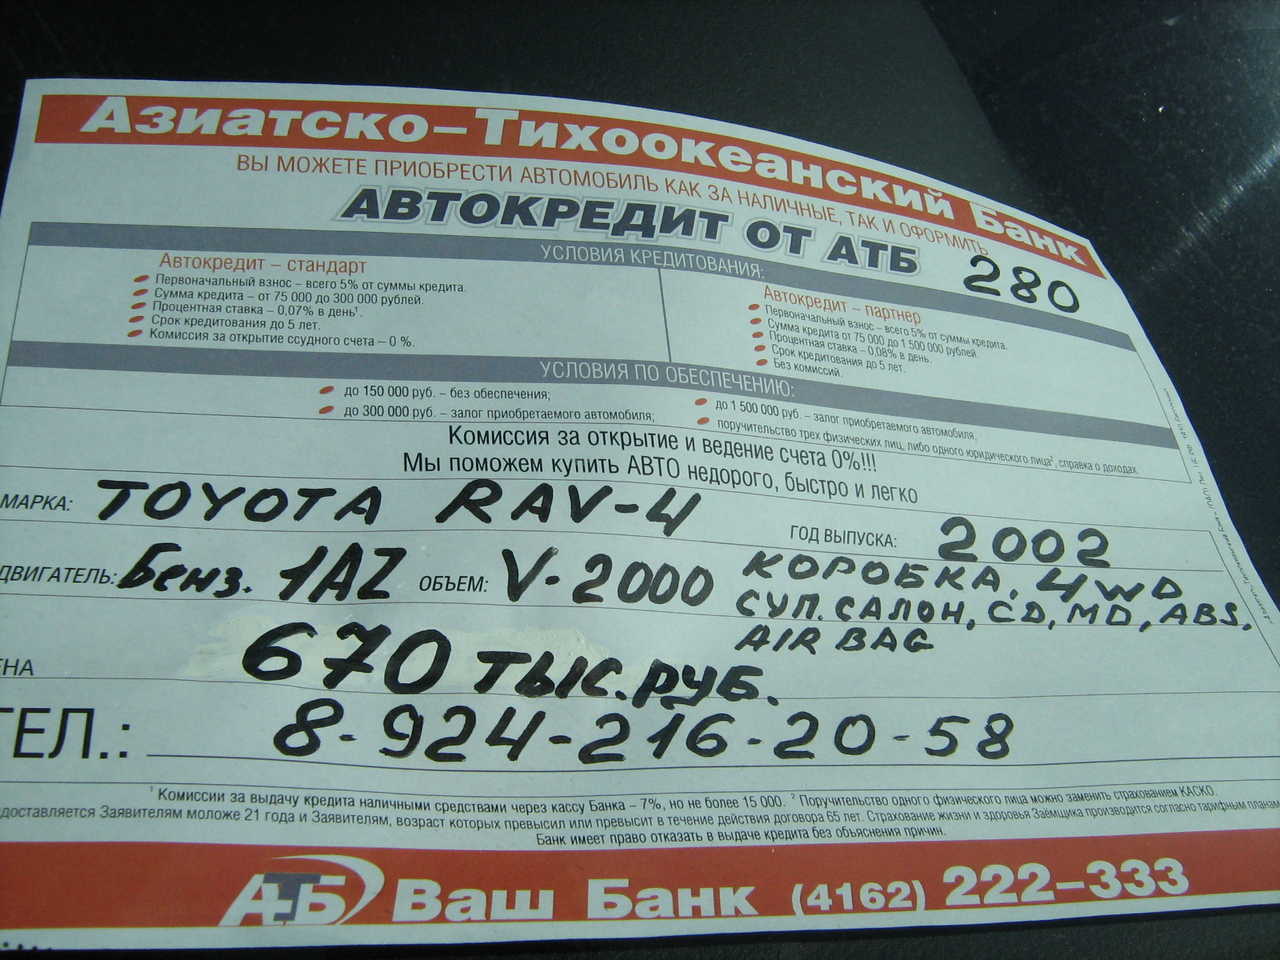 Азиатско–Тихоокеанский Банк
ВЫ МОЖЕТЕ ПРИОБРЕСТИ АВТОМОБИЛЬ КАК ЗА НАЛИЧНЫЕ, ТАК И ОФОРМИТЬ
АВТОКРЕДИТ ОТ АТБ
280
УСЛОВИЯ КРЕДИТОВАНИЯ:
Автокредит – стандарт
Первоначальный взнос – всего 5% от суммы кредита.
Сумма кредита – от 75 000 до 300 000 рублей.
Процентная ставка – 0,07% в день¹.
Срок кредитования до 5 лет.
Комиссия за открытие ссудного счета – 0 %.
Автокредит – партнер
Первоначальный взнос – всего 5% от суммы кредита.
Сумма кредита от 75 000 до 1 500 000 рублей.
Процентная ставка – 0,08% в день.
Срок кредитования до 5 лет.
Без комиссий.
УСЛОВИЯ ПО ОБЕСПЕЧЕНИЮ:
до 150 000 руб. – без обеспечения;
до 300 000 руб. – залог приобретаемого автомобиля;
до 1 500 000 руб. – залог приобретаемого автомобиля;
поручительство трех физических лиц, либо одного юридического лица², справка о доходах
Комиссия за открытие и ведение счета 0%!!!
Мы поможем купить АВТО недорого, быстро и легко
МАРКА: TOYOTA RAV-4 ГОД ВЫПУСКА: 2002
ДВИГАТЕЛЬ: Бенз. 1AZ ОБЪЕМ: V-2000 КОРОБКА, 4WD
СУП. САЛОН, CD, MD, ABS,
AIR BAG
ЕНА 670 ТЫС. РУБ.
ТЕЛ.: 8-924-216-20-58
¹ Комиссии за выдачу кредита наличными средствами через кассу Банка – 7%, но не более 15 000. ² Поручительство одного физического лица можно заменить страхованием КАСКО.
доставляется Заявителям моложе 21 года и Заявителям, возраст которых превысил или превысит в течение действия договора 65 лет. Страхование жизни и здоровья Заёмщика производится согласно тарифным планам
Банк имеет право отказать в выдаче кредита без объяснения причин.
АТБ Ваш Банк (4162) 222–333